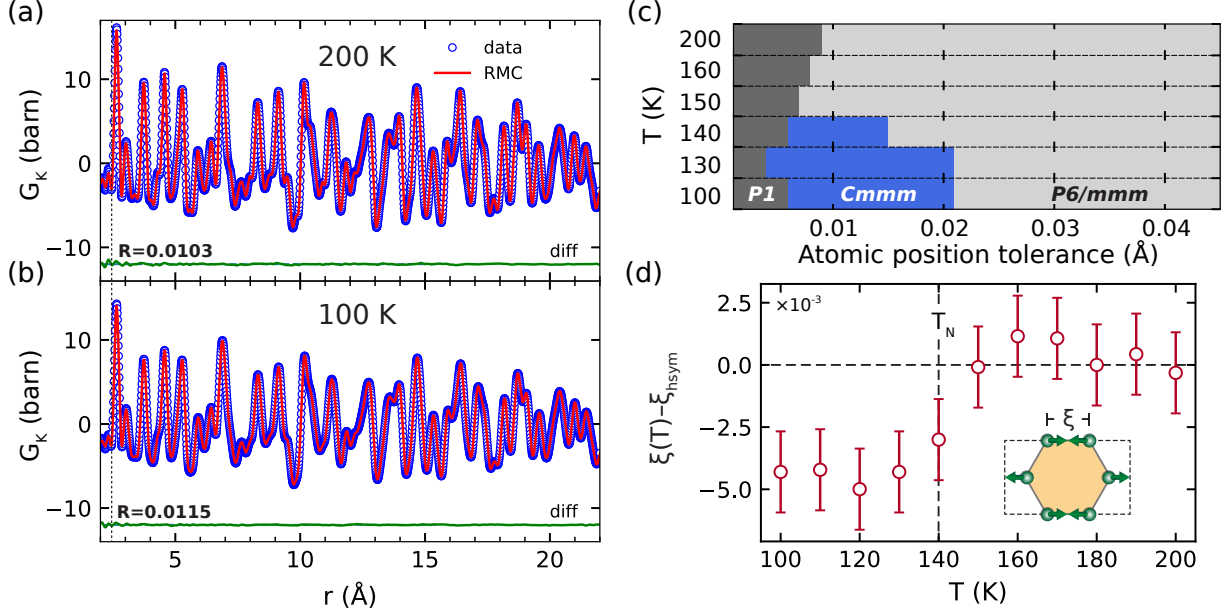 (a)
200 K
data
RMC
G_K (barn)
10
0
−10
R=0.0103
diff
(b)
100 K
G_K (barn)
10
0
−10
R=0.0115
diff
5
10
15
20
r (Å)
(c)
T (K)
200
160
150
140
130
100
P1
Cmmm
P6/mmm
0.01
0.02
0.03
0.04
Atomic position tolerance (Å)
(d)
×10⁻³
T_N
ξ(T)-ξ_hsym
2.5
0.0
−2.5
−5.0
ξ
100
120
140
160
180
200
T (K)